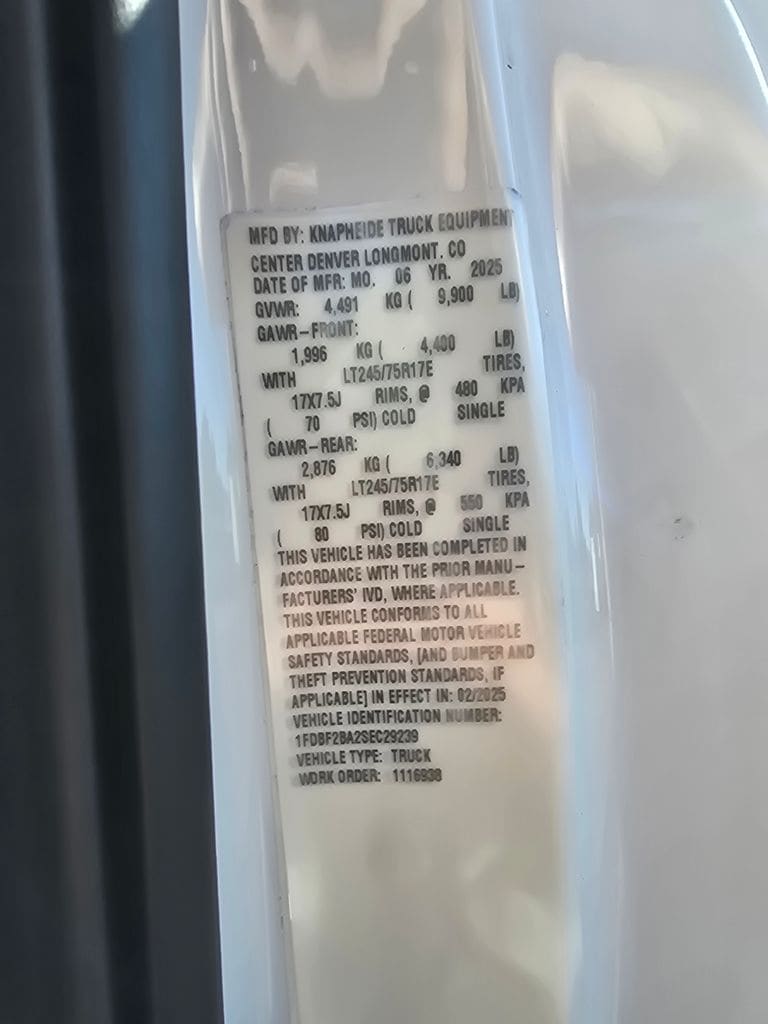 MFD BY: KNAPHEIDE TRUCK EQUIPMENT
CENTER DENVER LONGMONT, CO
DATE OF MFR: MO. 06 YR. 2025
GVWR: 4,491 KG ( 9,900 LB)
GAWR-FRONT:
1,996 KG ( 4,400 LB)
WITH LT245/75R17E TIRES,
17X7.5J RIMS, @ 480 KPA
( 70 PSI) COLD SINGLE
GAWR-REAR:
2,876 KG ( 6,340 LB)
WITH LT245/75R17E TIRES,
17X7.5J RIMS, @ 550 KPA
( 80 PSI) COLD SINGLE
THIS VEHICLE HAS BEEN COMPLETED IN
ACCORDANCE WITH THE PRIOR MANU-
FACTURERS' IVD, WHERE APPLICABLE.
THIS VEHICLE CONFORMS TO ALL
APPLICABLE FEDERAL MOTOR VEHICLE
SAFETY STANDARDS, [AND BUMPER AND
THEFT PREVENTION STANDARDS, IF
APPLICABLE] IN EFFECT IN: 02/2025
VEHICLE IDENTIFICATION NUMBER:
1FDBF2BA2SEC29239
VEHICLE TYPE: TRUCK
WORK ORDER: 1116938